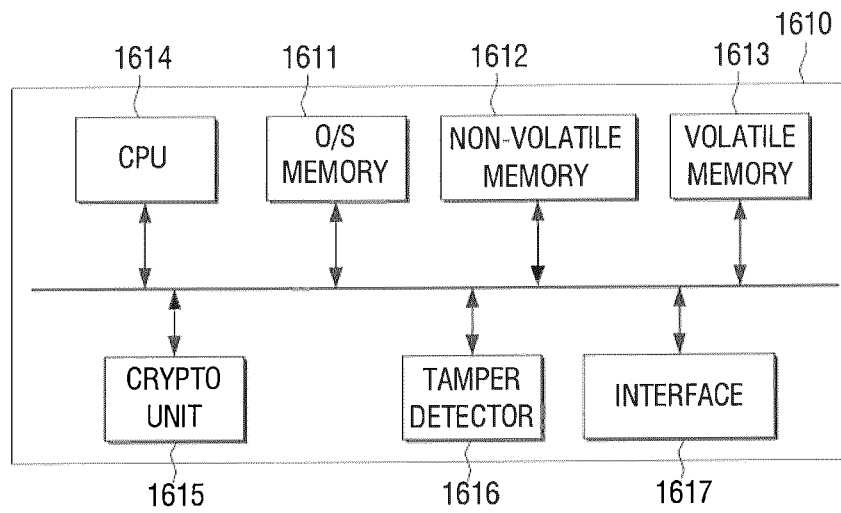 1610
1614
1611
1612
1613
CPU
O/S
MEMORY
NON-VOLATILE
MEMORY
VOLATILE
MEMORY
CRYPTO
UNIT
TAMPER
DETECTOR
INTERFACE
1615
1616
1617